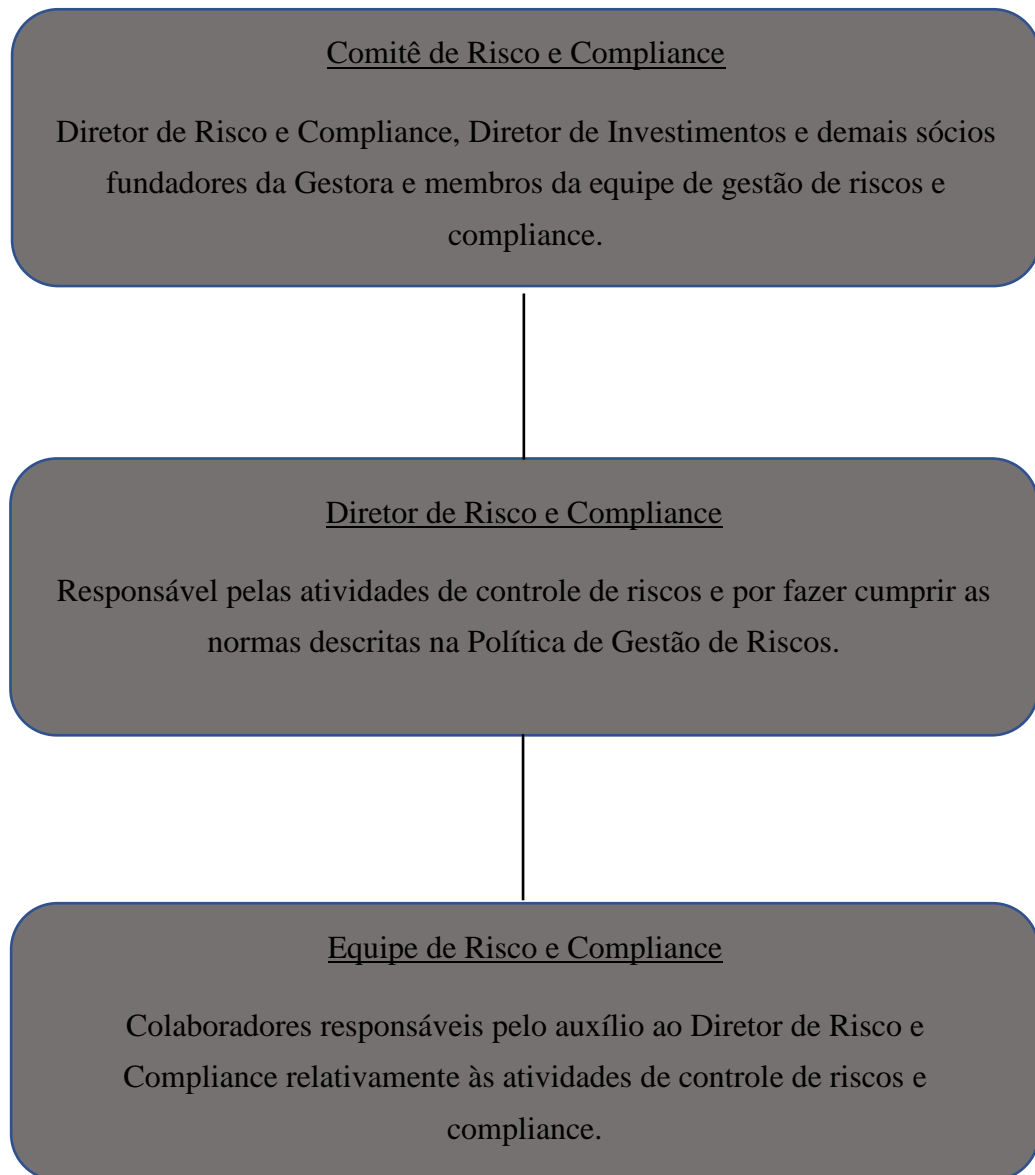 Comitê de Risco e Compliance
Diretor de Risco e Compliance, Diretor de Investimentos e demais sócios
fundadores da Gestora e membros da equipe de gestão de riscos e
compliance.
Diretor de Risco e Compliance
Responsável pelas atividades de controle de riscos e por fazer cumprir as
normas descritas na Política de Gestão de Riscos.
Equipe de Risco e Compliance
Colaboradores responsáveis pelo auxílio ao Diretor de Risco e
Compliance relativamente às atividades de controle de riscos e
compliance.